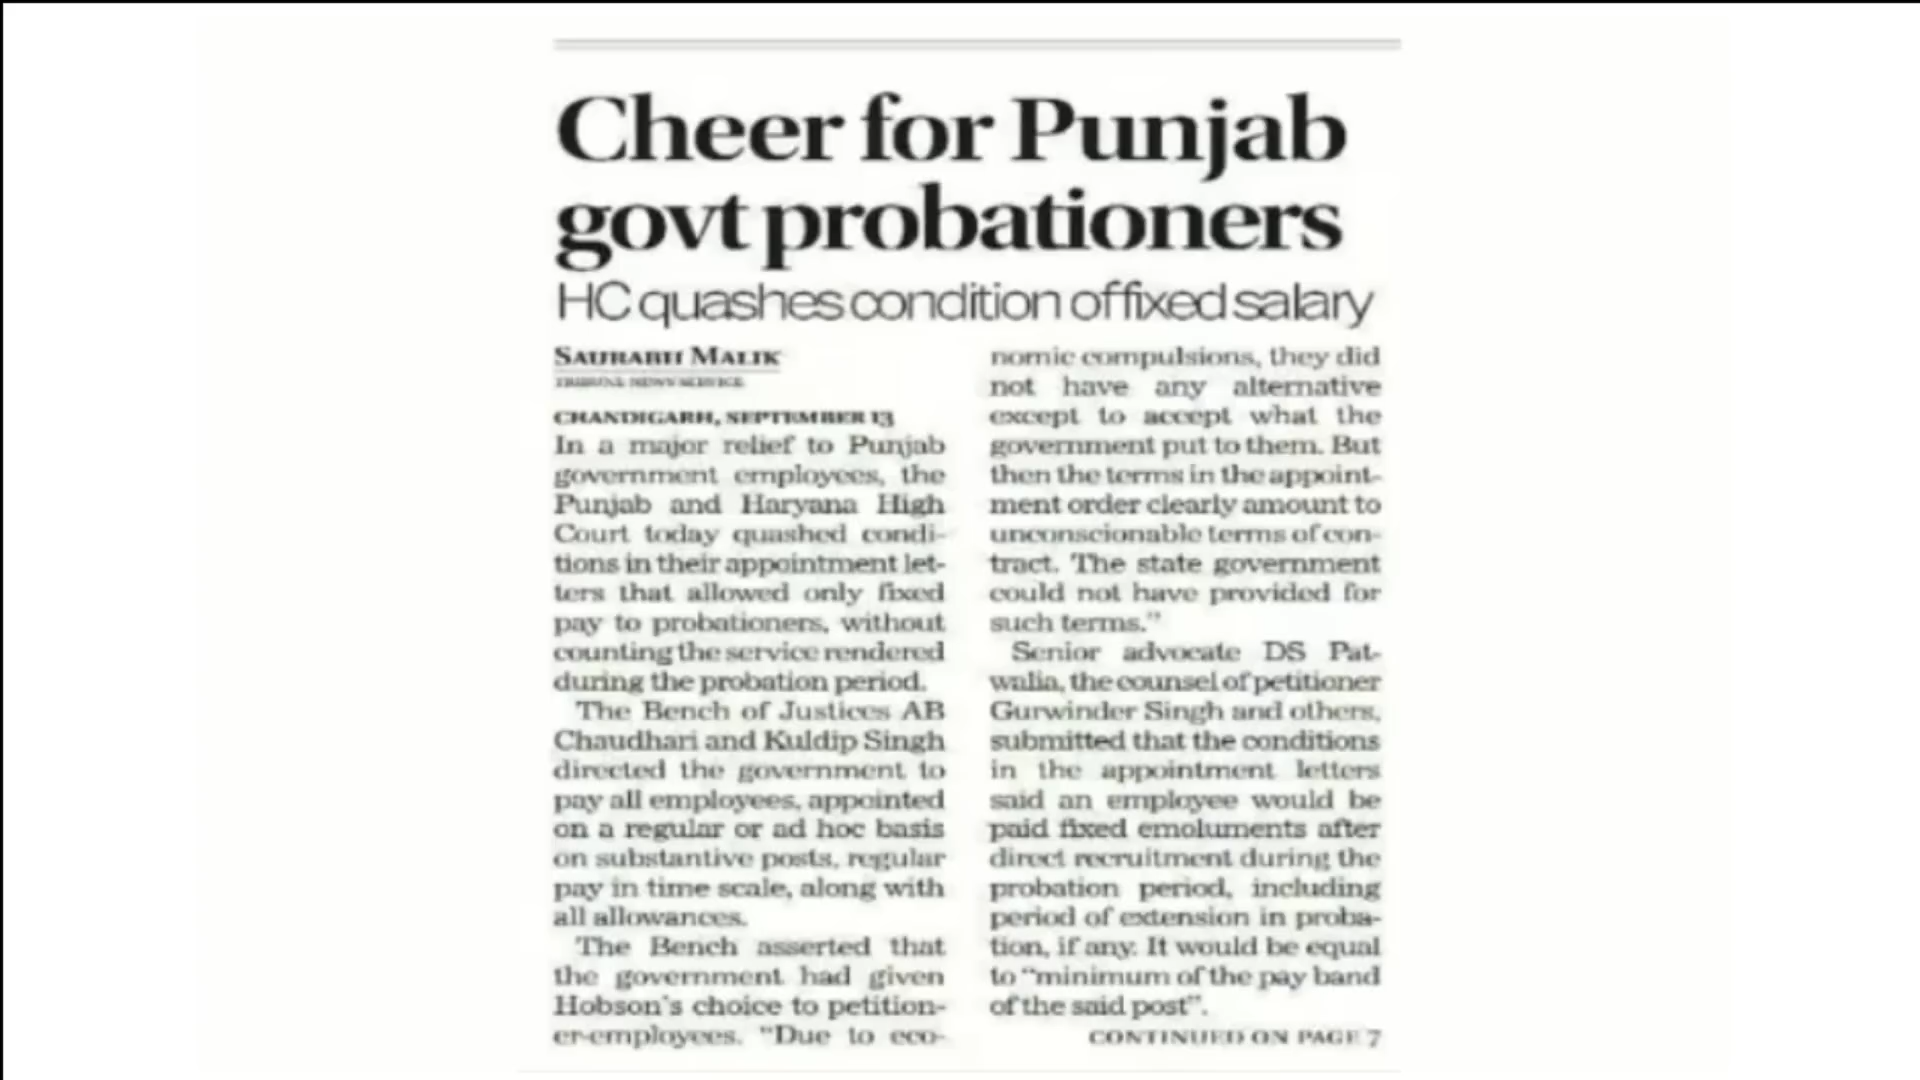 Cheer for Punjab
govt probationers
HC quashes condition of fixed salary
SAURABH MALIK
TRIBUNE NEWS SERVICE
CHANDIGARH, SEPTEMBER 13
In a major relief to Punjab
government employees, the
Punjab and Haryana High
Court today quashed condi-
tions in their appointment let-
ters that allowed only fixed
pay to probationers, without
counting the service rendered
during the probation period.
The Bench of Justices AB
Chaudhari and Kuldip Singh
directed the government to
pay all employees, appointed
on a regular or ad hoc basis
on substantive posts, regular
pay in time scale, along with
all allowances.
The Bench asserted that
the government had given
Hobson's choice to petition-
er-employees. "Due to eco-
nomic compulsions, they did
not have any alternative
except to accept what the
government put to them. But
then the terms in the appoint-
ment order clearly amount to
unconscionable terms of con-
tract. The state government
could not have provided for
such terms."
Senior advocate DS Pat-
walia, the counsel of petitioner
Gurwinder Singh and others,
submitted that the conditions
in the appointment letters
said an employee would be
paid fixed emoluments after
direct recruitment during the
probation period, including
period of extension in proba-
tion, if any. It would be equal
to "minimum of the pay band
of the said post".
CONTINUED ON PAGE 7